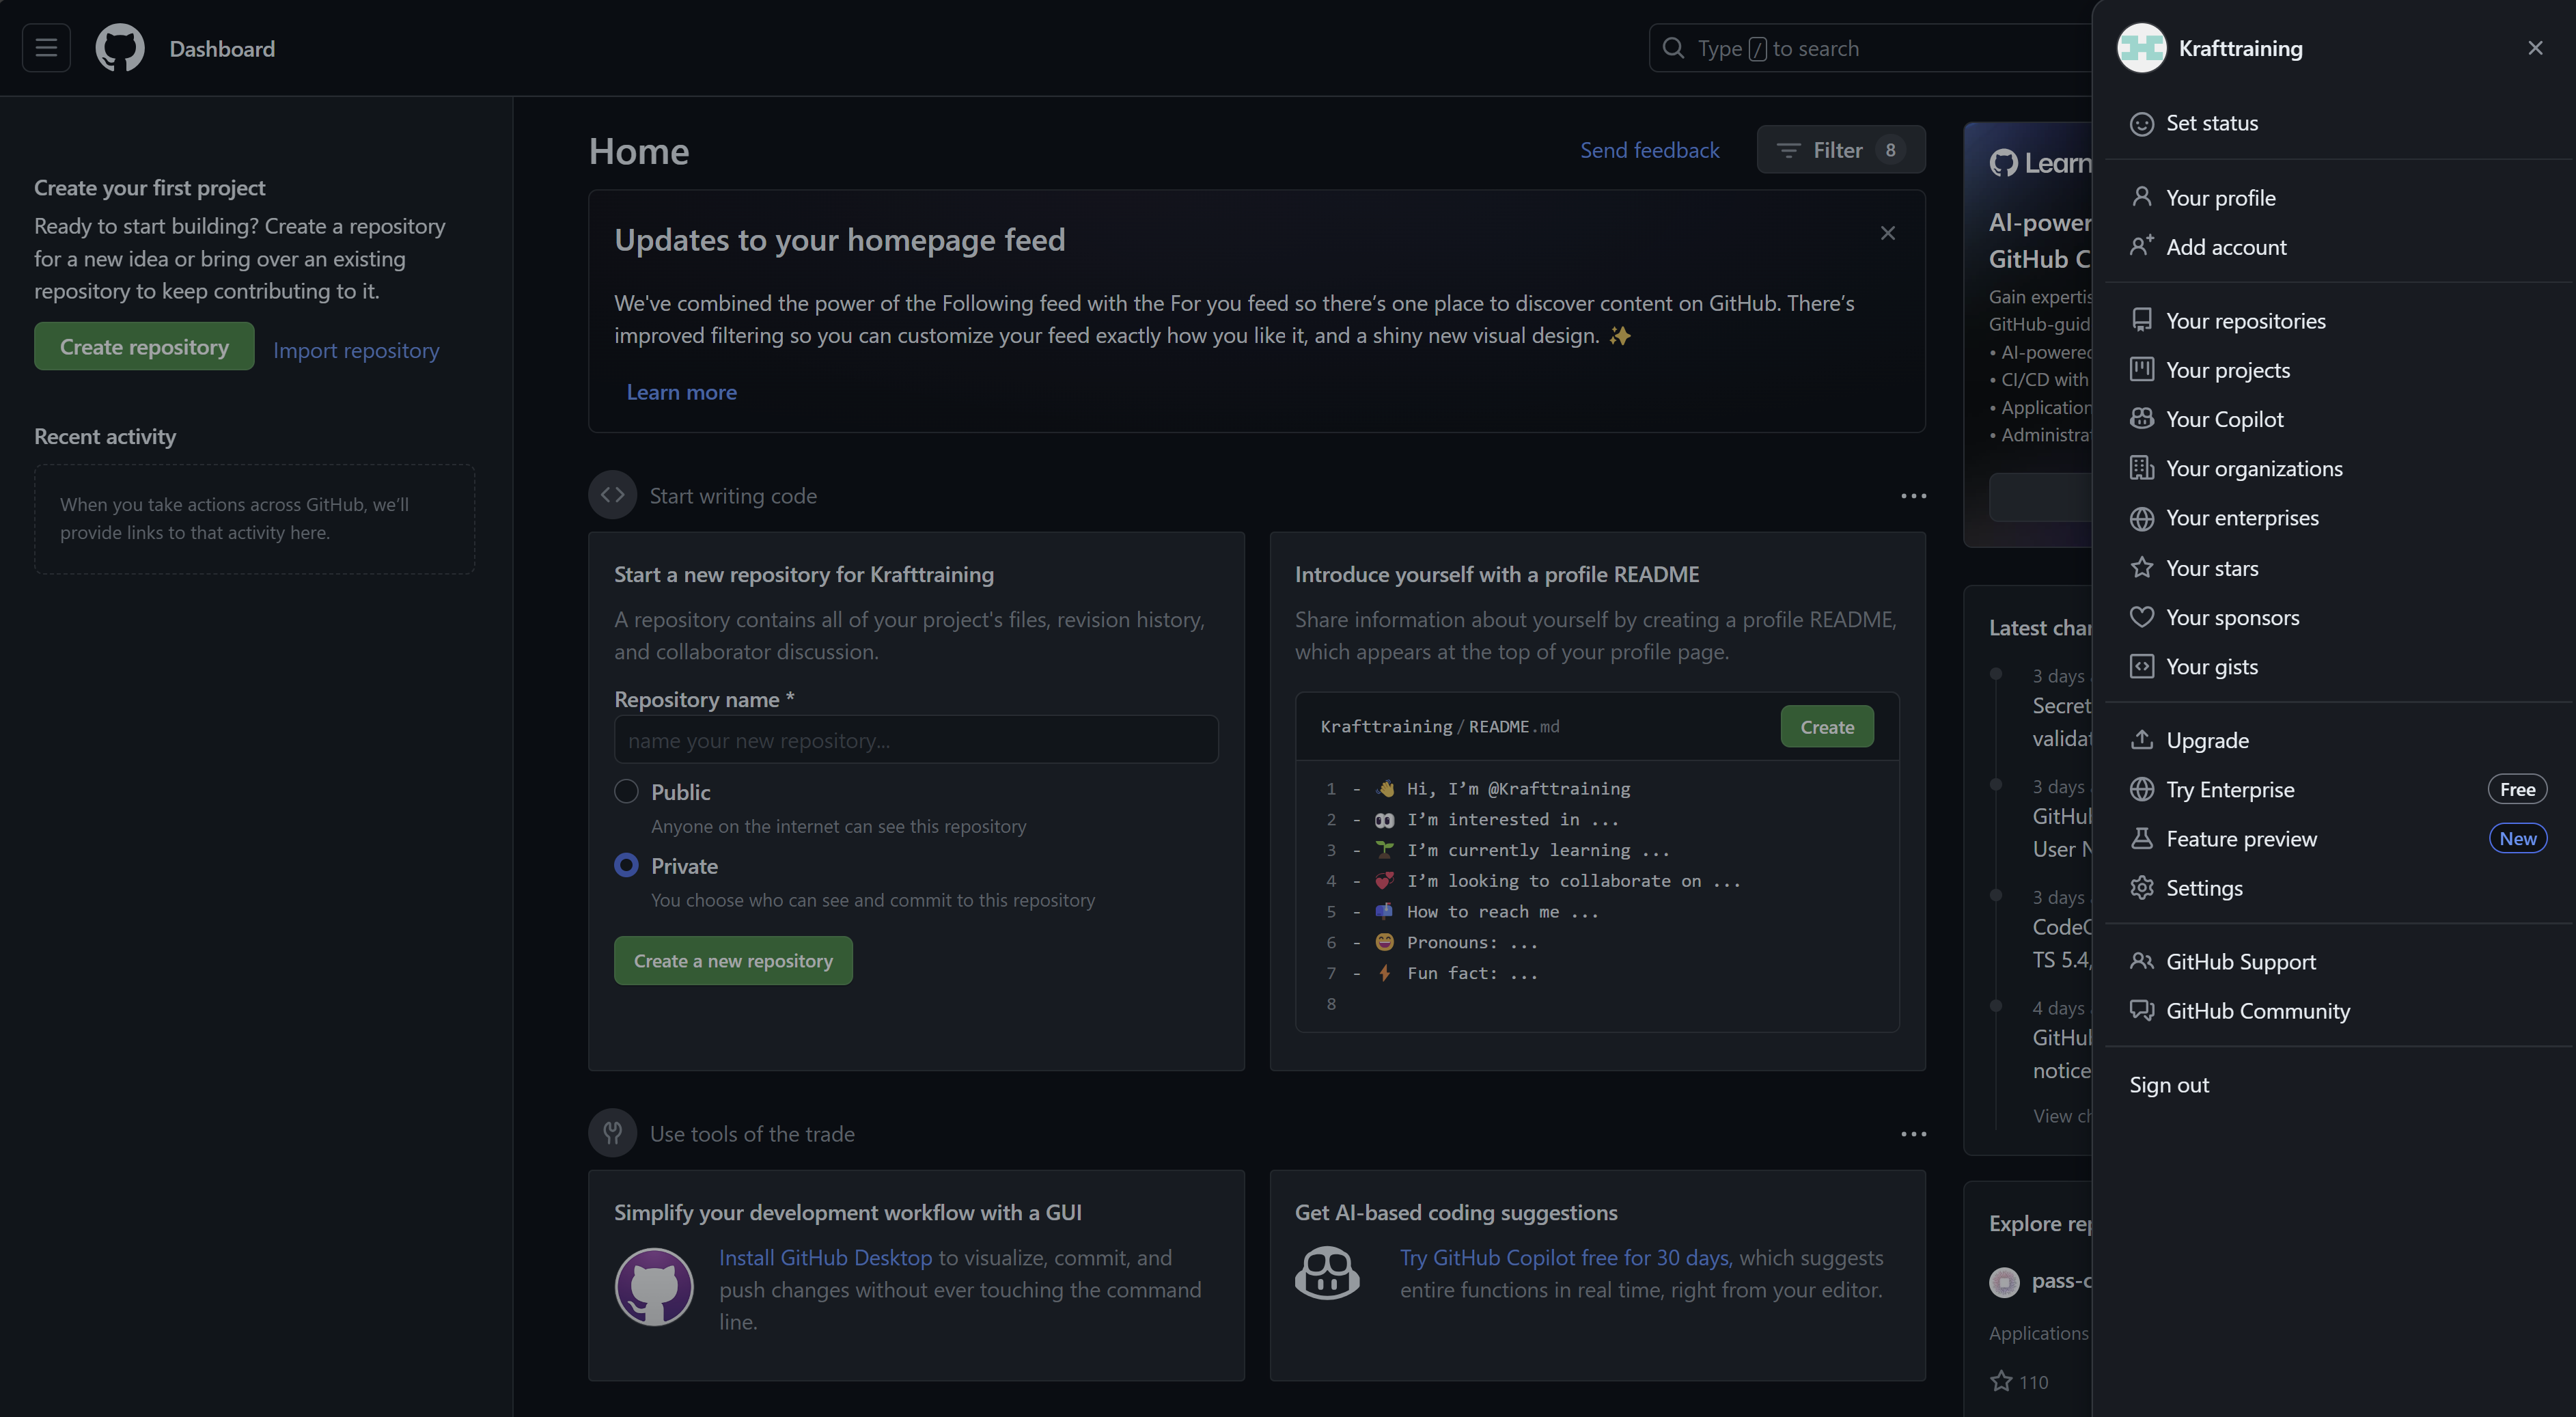 Dashboard
Type / to search
Create your first project
Ready to start building? Create a repository
for a new idea or bring over an existing
repository to keep contributing to it.
Create repository
Import repository
Recent activity
When you take actions across GitHub, we’ll
provide links to that activity here.
Home
Send feedback
Filter 8
Updates to your homepage feed
We've combined the power of the Following feed with the For you feed so there’s one place to discover content on GitHub. There’s
improved filtering so you can customize your feed exactly how you like it, and a shiny new visual design. ✨
Learn more
Start writing code
Start a new repository for Krafttraining
A repository contains all of your project's files, revision history,
and collaborator discussion.
Repository name *
name your new repository...
Public
Anyone on the internet can see this repository
Private
You choose who can see and commit to this repository
Create a new repository
Introduce yourself with a profile README
Share information about yourself by creating a profile README,
which appears at the top of your profile page.
Krafttraining/README.md
Create
1 - 👋 Hi, I’m @Krafttraining
2 - 👀 I’m interested in ...
3 - 🌱 I’m currently learning ...
4 - 💞️ I’m looking to collaborate on ...
5 - 📫 How to reach me ...
6 - 😄 Pronouns: ...
7 - ⚡ Fun fact: ...
8
Use tools of the trade
Simplify your development workflow with a GUI
Install GitHub Desktop to visualize, commit, and
push changes without ever touching the command
line.
Get AI-based coding suggestions
Try GitHub Copilot free for 30 days, which suggests
entire functions in real time, right from your editor.
Learn
AI-power
GitHub C
Gain expertis
GitHub-guid
• AI-powered
• CI/CD with
• Application
• Administrat
Latest char
3 days
Secret
validat
3 days
GitHub
User N
3 days
CodeC
TS 5.4,
4 days
GitHub
notice
View ch
Explore rep
pass-c
Applications
110
Krafttraining
Set status
Your profile
Add account
Your repositories
Your projects
Your Copilot
Your organizations
Your enterprises
Your stars
Your sponsors
Your gists
Upgrade
Try Enterprise Free
Feature preview New
Settings
GitHub Support
GitHub Community
Sign out